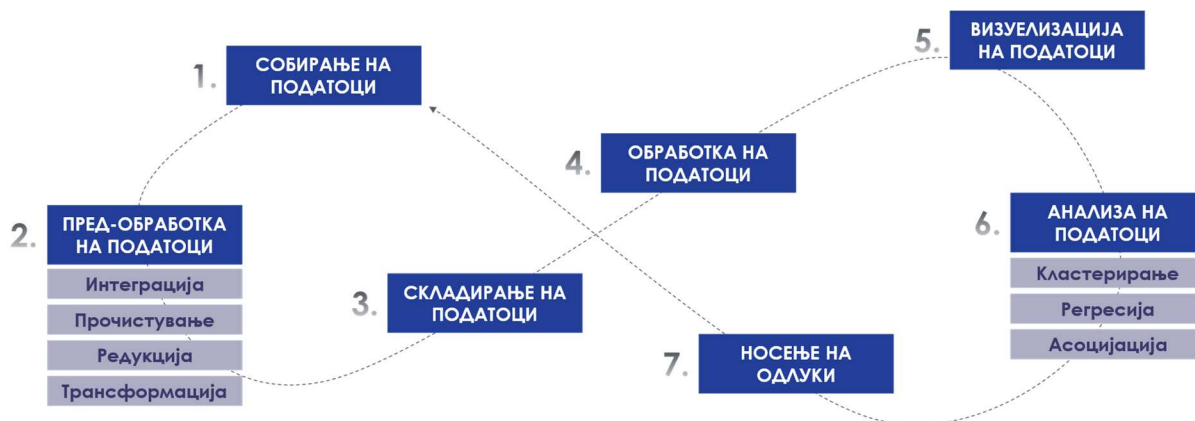 1. СОБИРАЊЕ НА
ПОДАТОЦИ
2. ПРЕД-ОБРАБОТКА
НА ПОДАТОЦИ
Интеграција
Прочистување
Редукција
Трансформација
3. СКЛАДИРАЊЕ НА
ПОДАТОЦИ
4. ОБРАБОТКА НА
ПОДАТОЦИ
5. ВИЗУЕЛИЗАЦИЈА
НА ПОДАТОЦИ
6. АНАЛИЗА НА
ПОДАТОЦИ
Кластерирање
Регресија
Асоцијација
7. НОСЕЊЕ НА
ОДЛУКИ